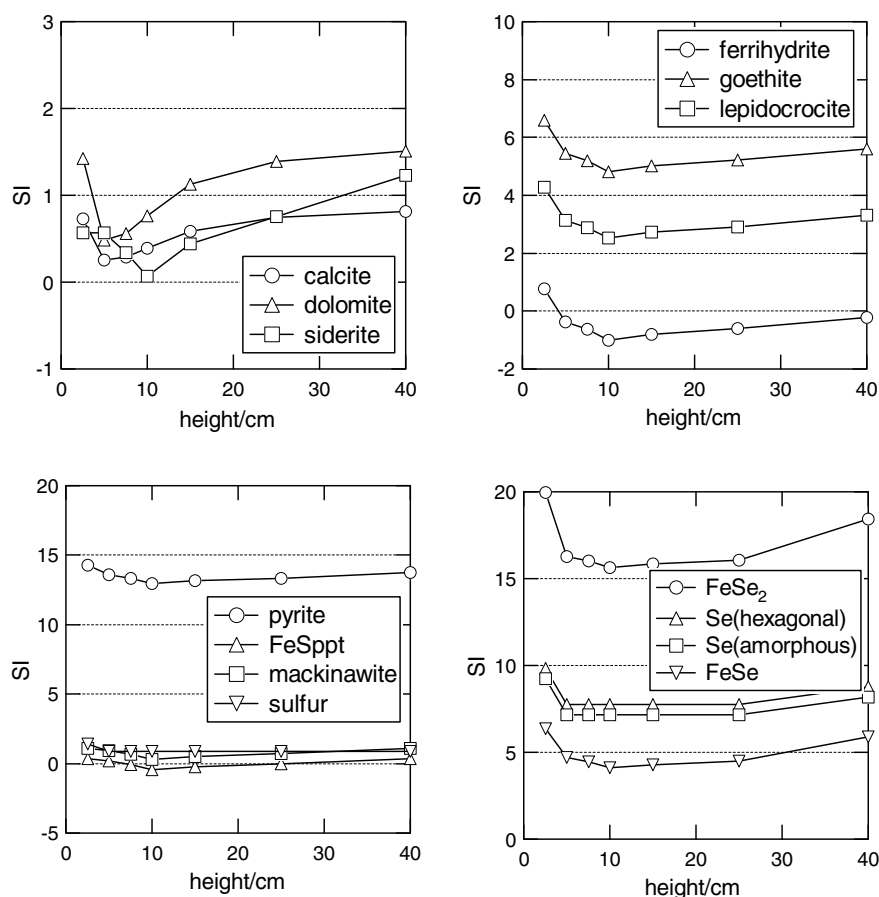 3
2
1
0
-1
SI
0
10
20
30
40
height/cm
calcite
dolomite
siderite
10
8
6
4
2
0
-2
SI
0
10
20
30
40
height/cm
ferrihydrite
goethite
lepidocrocite
20
15
10
5
0
-5
SI
0
10
20
30
40
height/cm
pyrite
FeSppt
mackinawite
sulfur
20
15
10
5
0
SI
0
10
20
30
40
height/cm
FeSe₂
Se(hexagonal)
Se(amorphous)
FeSe